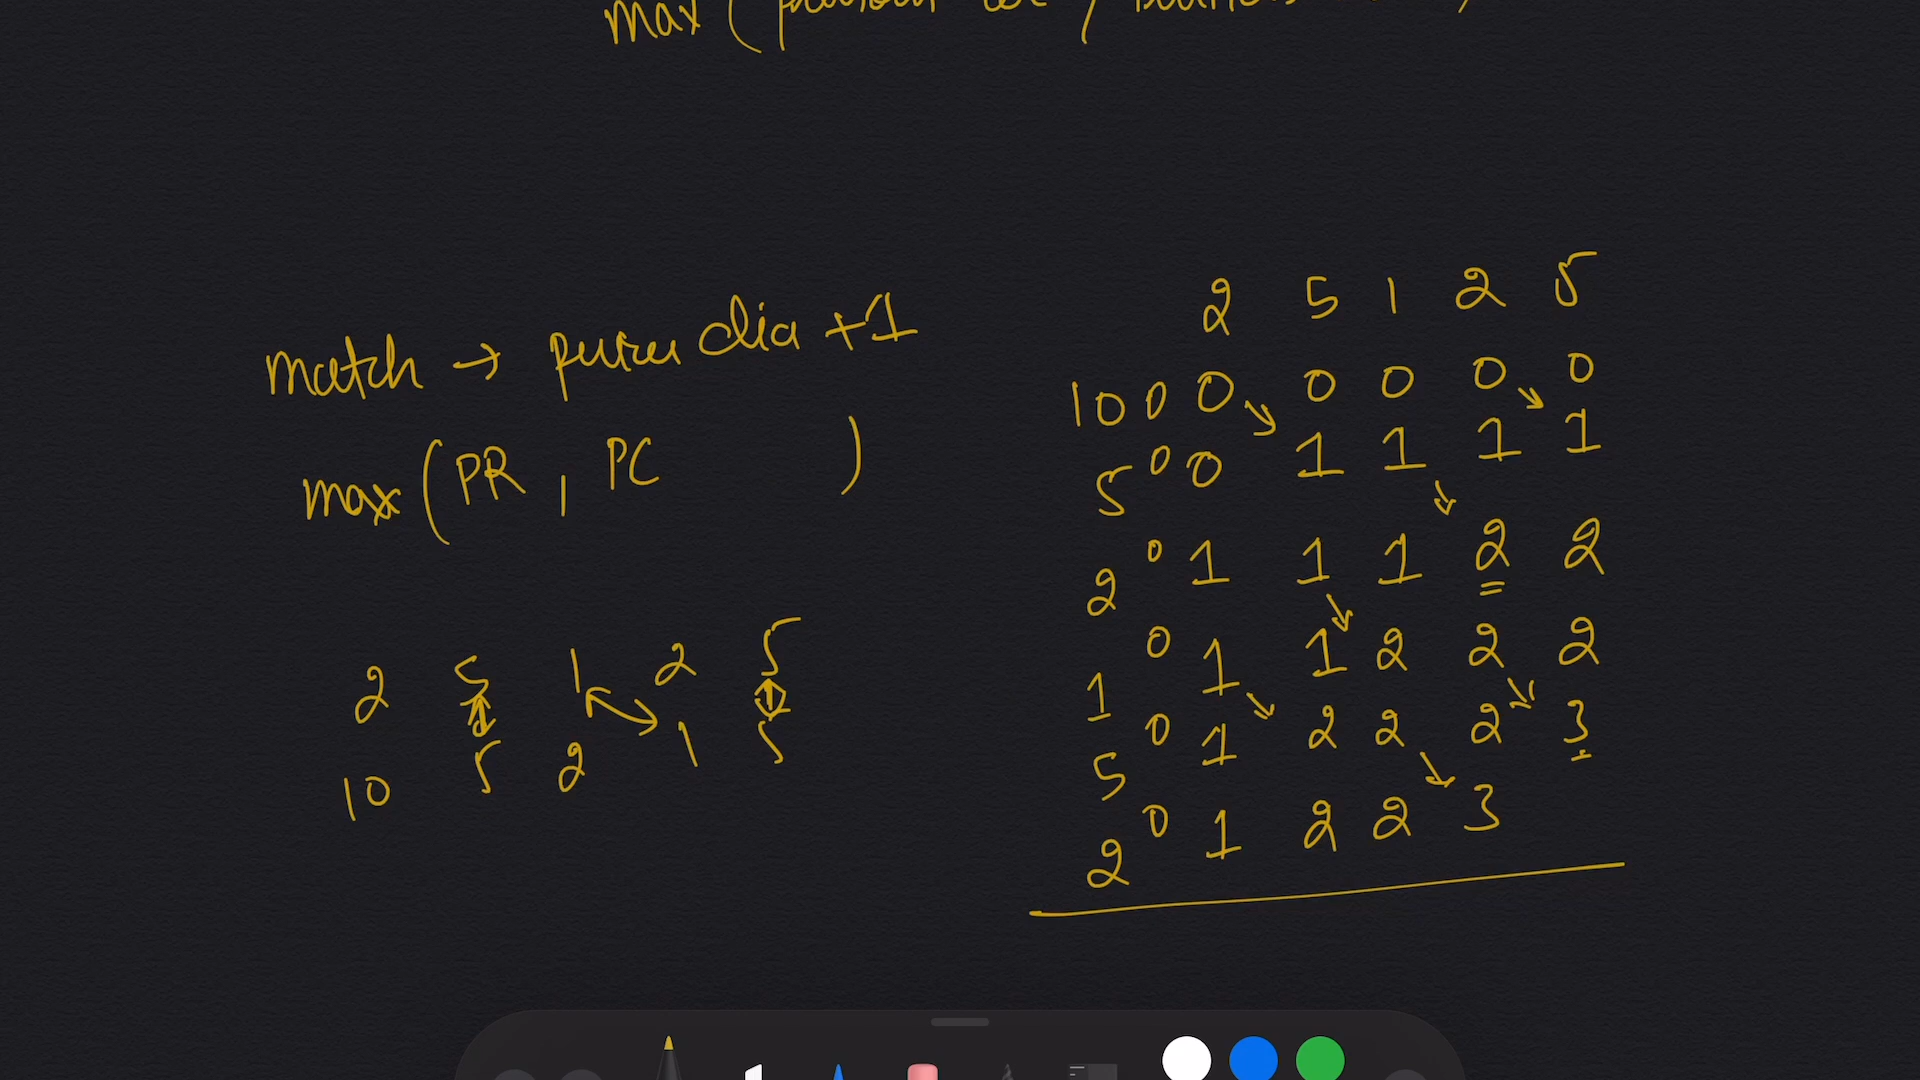 max (
match → dia +1
max ( PR , PC )
2 5 1 2 5
10 5 2 1 5
2 5 1 2 5
10 0 0 0 0 0 0
5 0 0 1 1 1 1
2 0 1 1 1 2 2
1 0 1 1 2 2 2
5 0 1 2 2 2 3
2 0 1 2 2 3